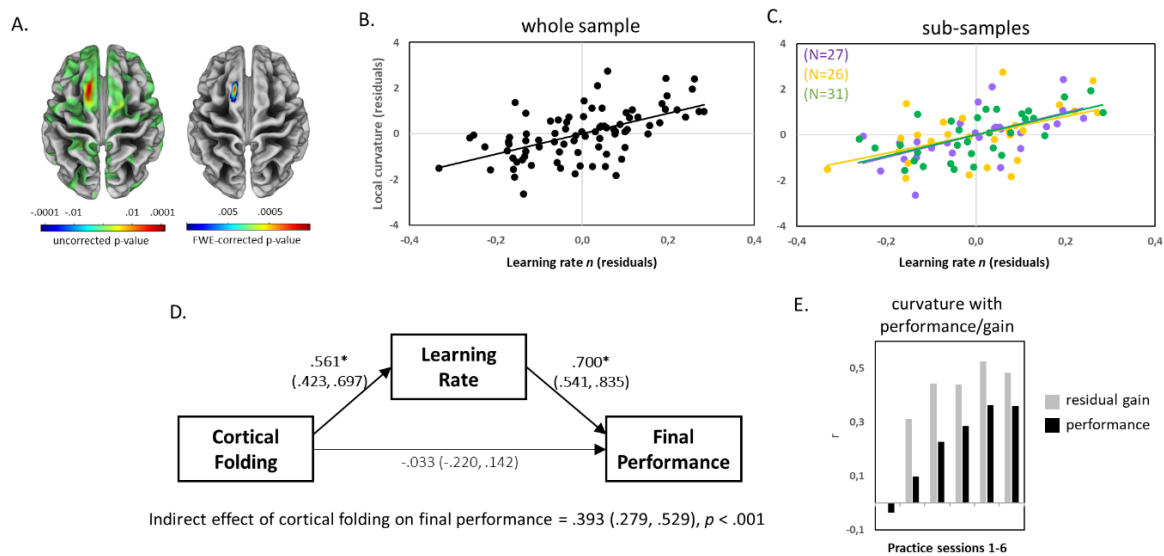 A.
-.0001 -.01 .01 .0001
uncorrected p-value
.005 .0005
FWE-corrected p-value
B.
whole sample
Local curvature (residuals)
4
2
0
-2
-4
-0,4 -0,2 0,0 0,2 0,4
Learning rate n (residuals)
C.
sub-samples
(N=27)
(N=26)
(N=31)
4
2
0
-2
-4
-0,4 -0,2 0,0 0,2 0,4
Learning rate n (residuals)
D.
.561*
(.423, .697)
Learning
Rate
.700*
(.541, .835)
Cortical
Folding
-.033 (-.220, .142)
Final
Performance
Indirect effect of cortical folding on final performance = .393 (.279, .529), p < .001
E.
curvature with
performance/gain
r
0,5
0,3
0,1
-0,1
residual gain
performance
Practice sessions 1-6